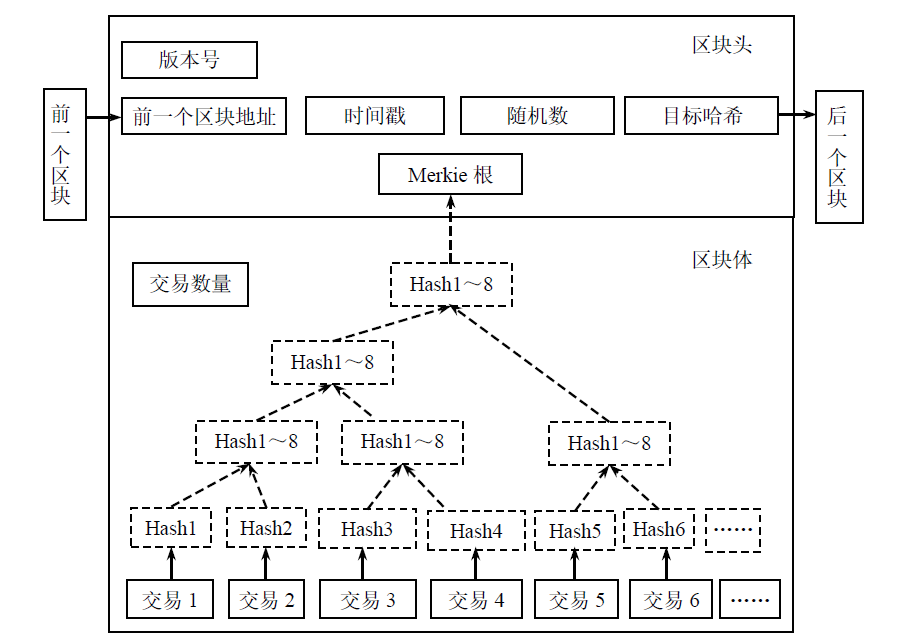 区块头
版本号
前一个区块
前一个区块地址
时间戳
随机数
目标哈希
后一个区块
Merkie 根
区块体
交易数量
Hash1～8
Hash1～8
Hash1～8
Hash1～8
Hash1～8
Hash1
Hash2
Hash3
Hash4
Hash5
Hash6
……
交易 1
交易 2
交易 3
交易 4
交易 5
交易 6
……